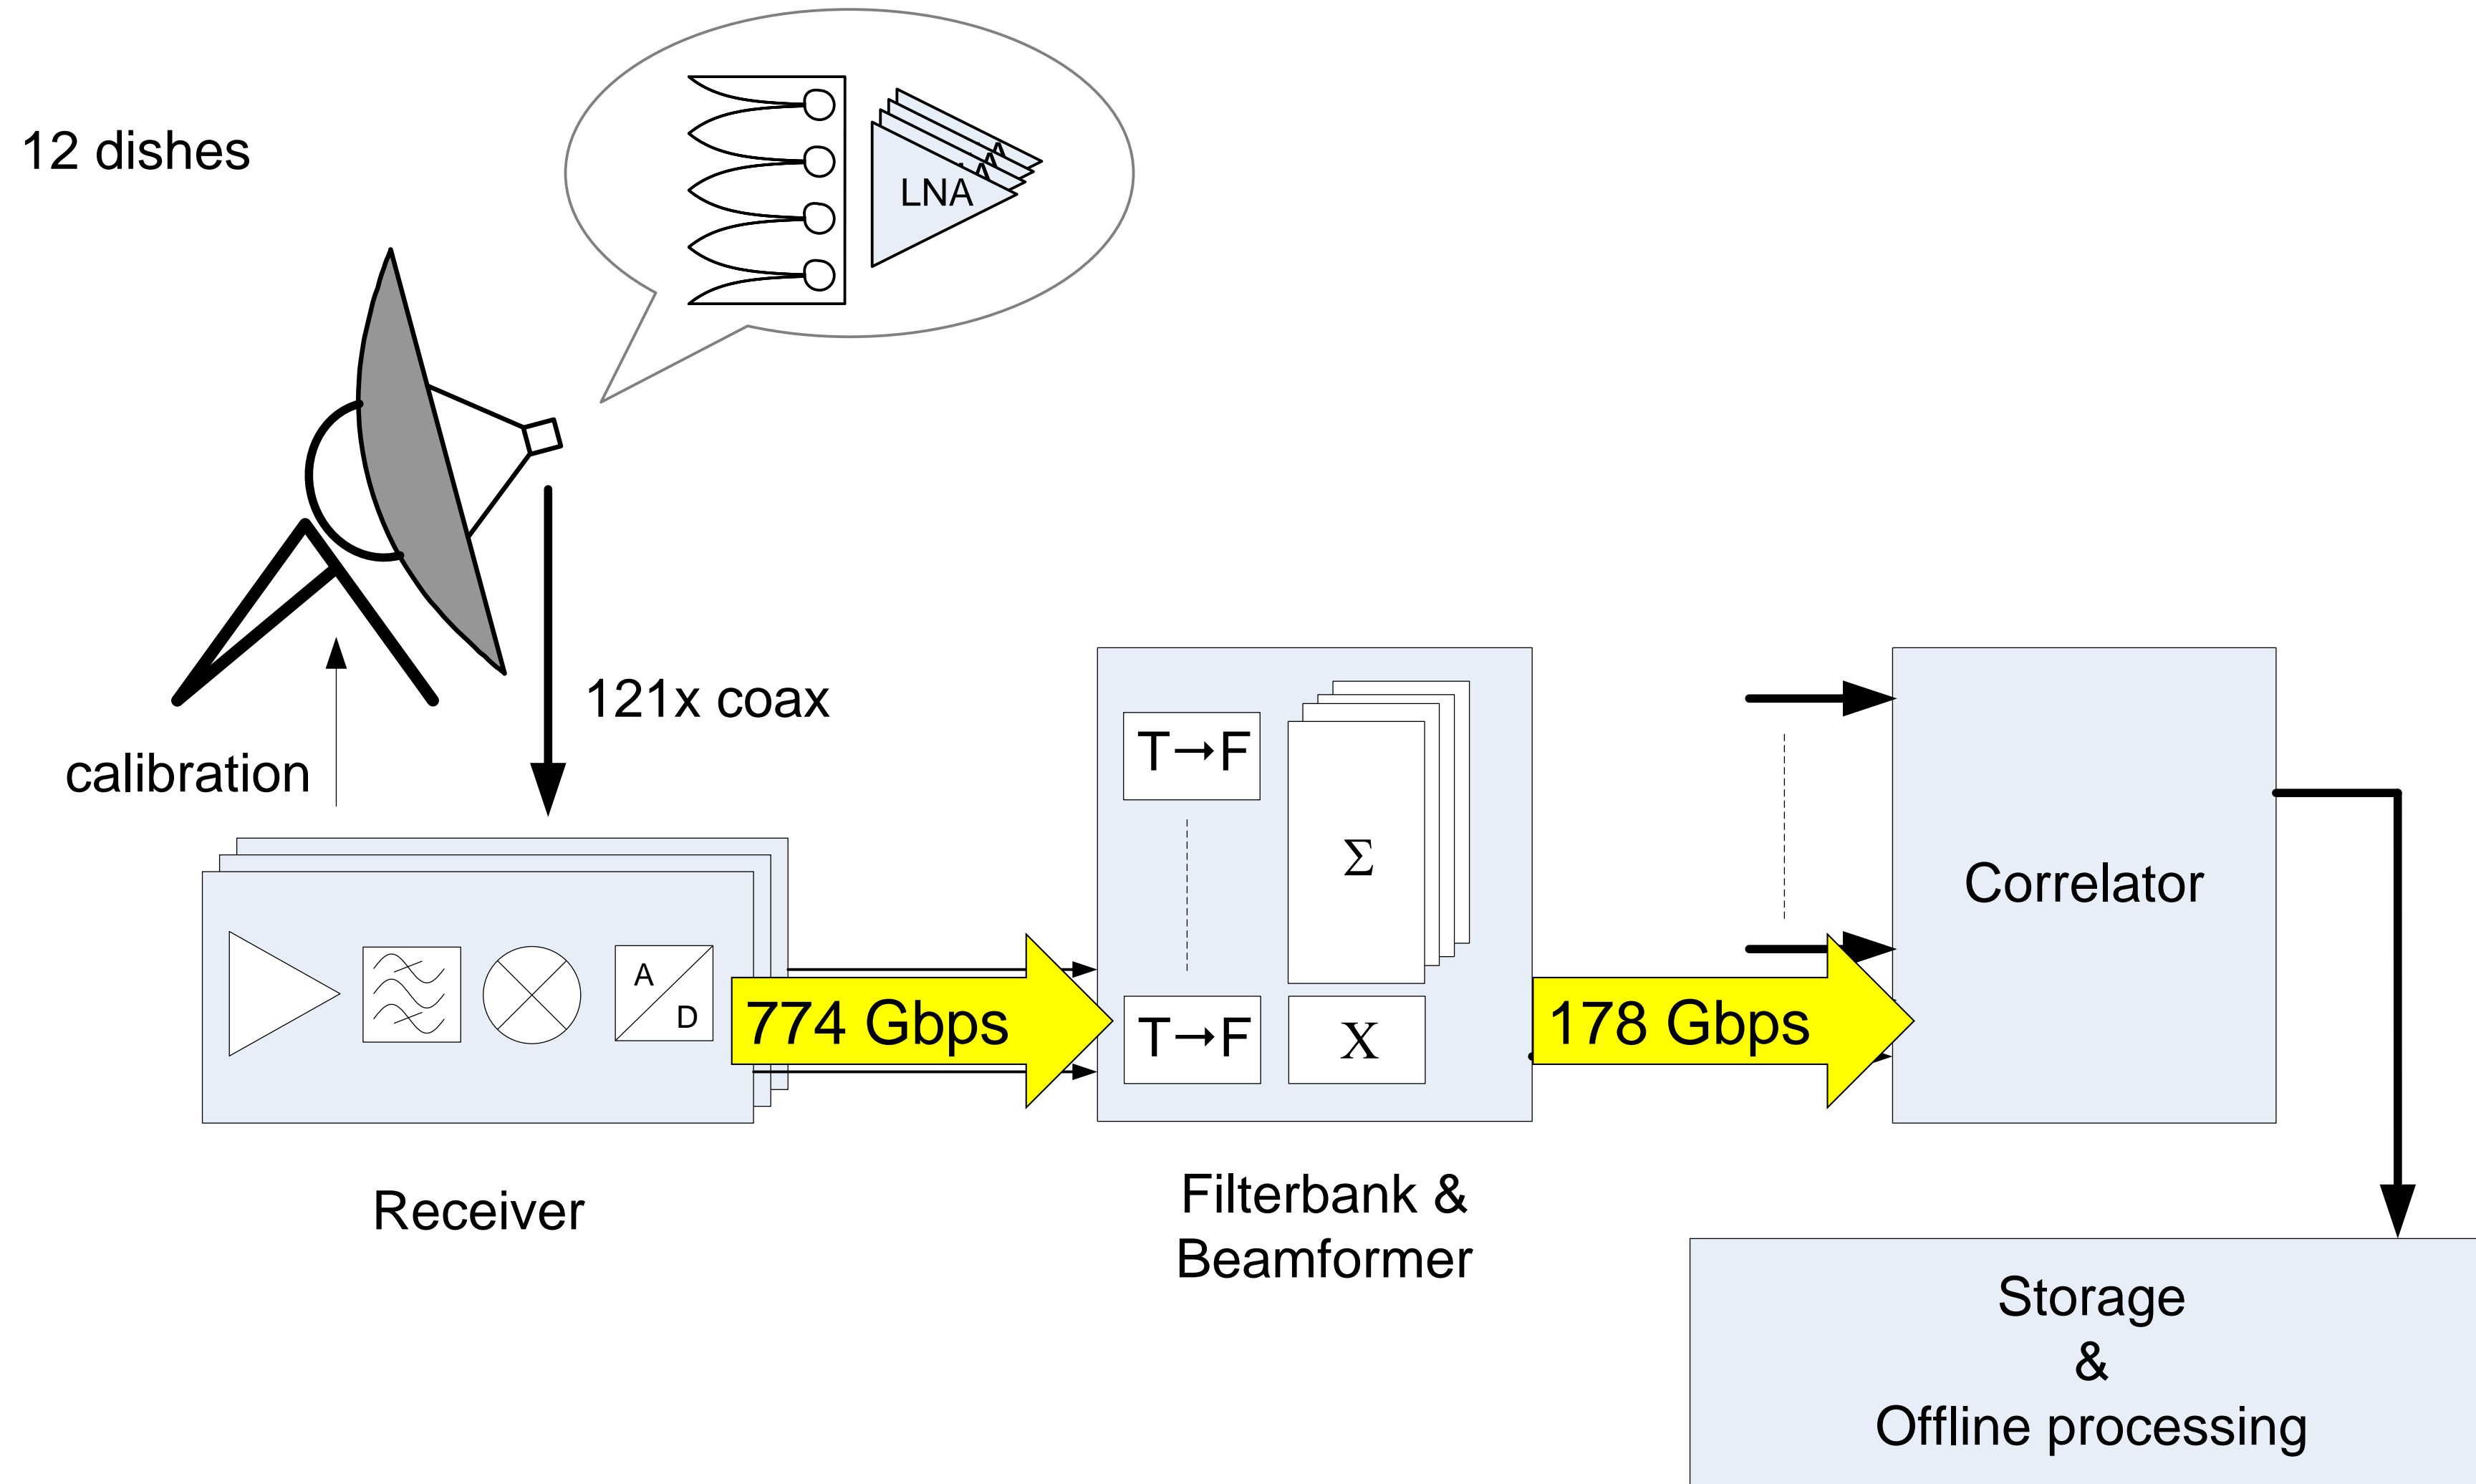 12 dishes
LNA
121x coax
calibration
T→F
Σ
Correlator
A
D
774 Gbps
T→F
X
178 Gbps
Receiver
Filterbank &
Beamformer
Storage
&
Offline processing